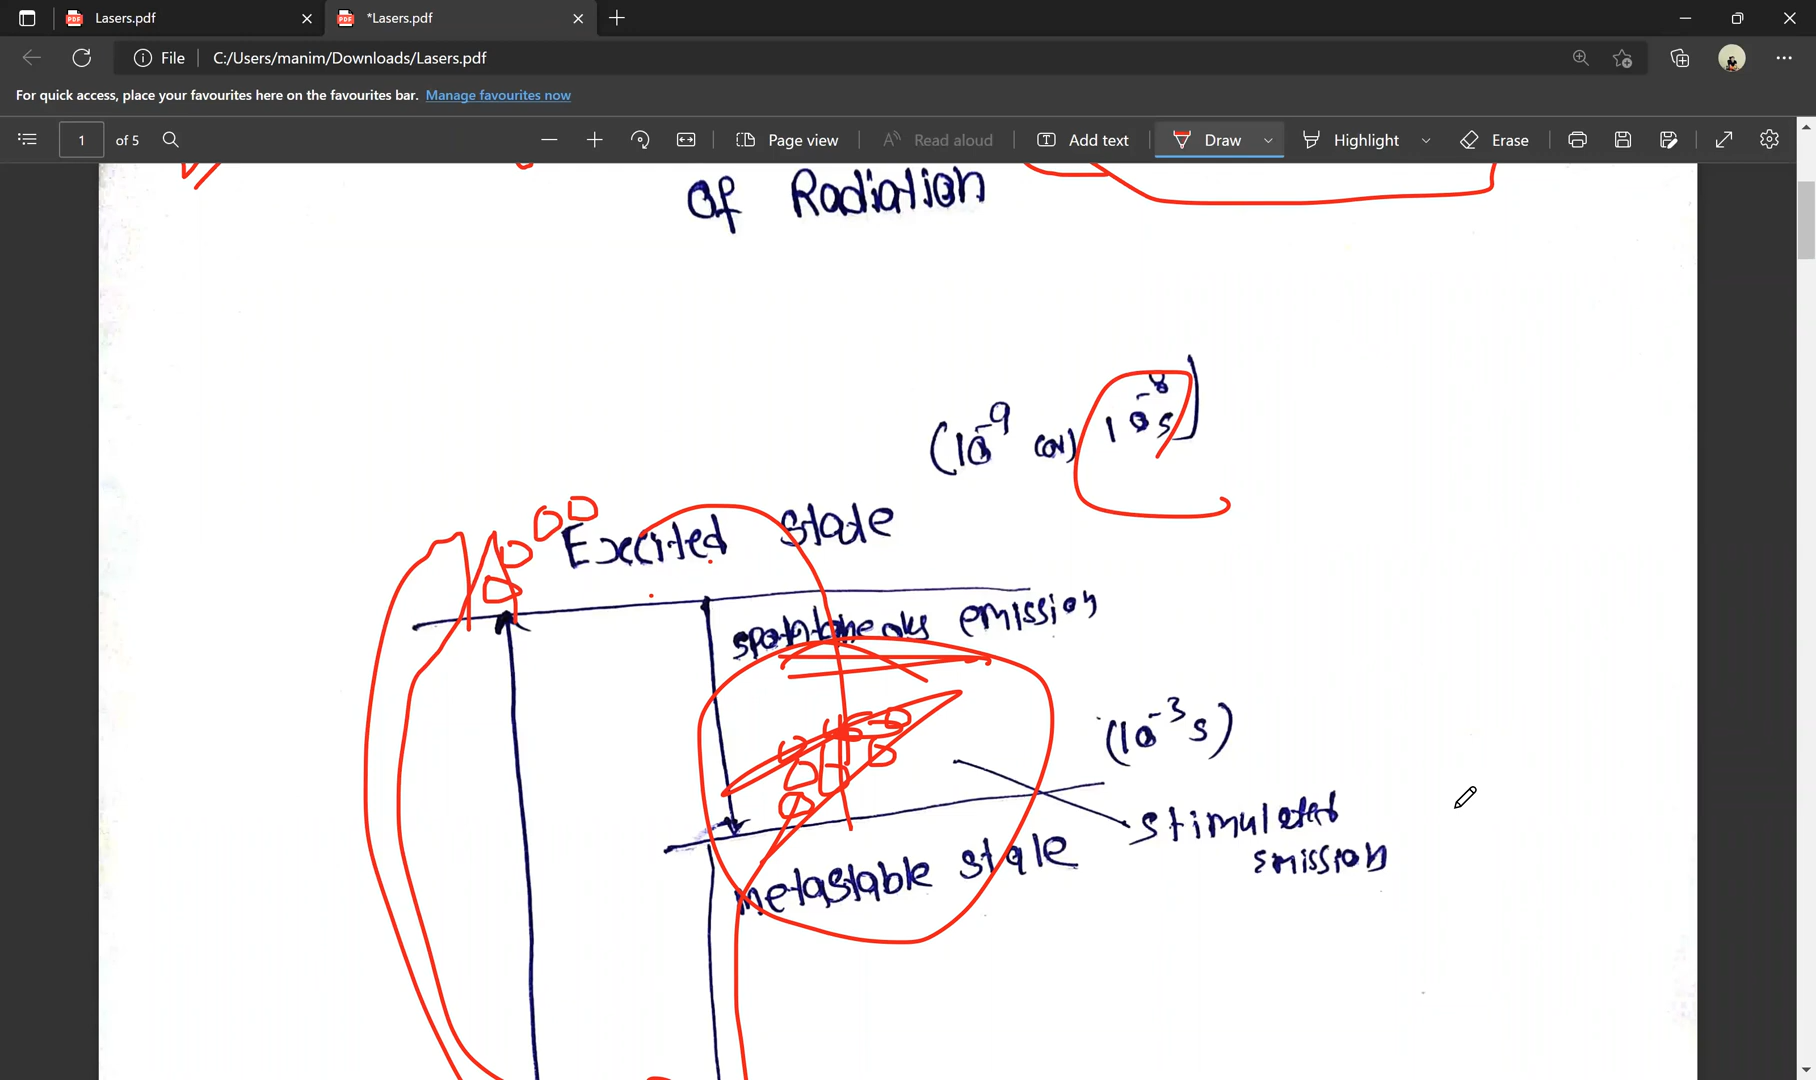 Lasers.pdf
*Lasers.pdf
File
C:/Users/manim/Downloads/Lasers.pdf
For quick access, place your favourites here on the favourites bar. Manage favourites now
1 of 5
Page view
Read aloud
Add text
Draw
Highlight
Erase
Of Radiation
(10⁻⁹ (or) 10⁻⁸s)
Excited State
spontaneous emission
(10⁻³s)
Stimulated
emission
metastable state